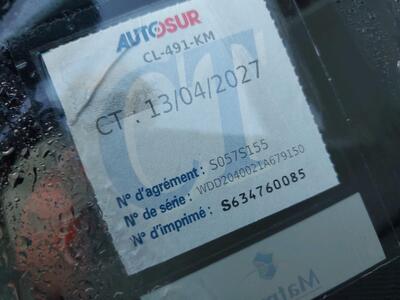 AUTOSUR
CL-491-KM
CT
CT . 13/04/2027
N° d'agrément : S057S155
N° de série : WDD2040021A679150
N° d'imprimé : S634760085